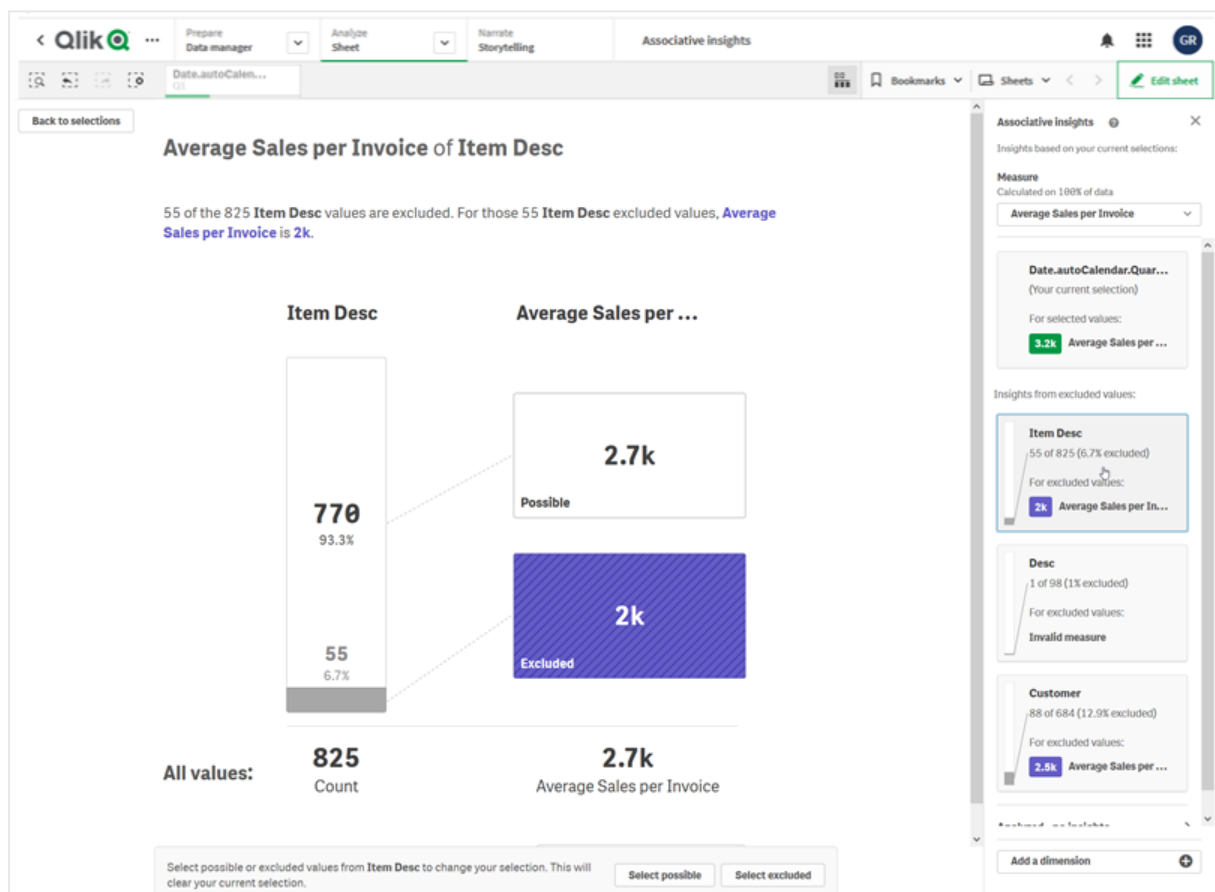 Qlik
Prepare
Data manager
Analyze
Sheet
Narrate
Storytelling
Associative insights
GR
Date.autoCalen...
Q1
Bookmarks
Sheets
Edit sheet
Back to selections
Average Sales per Invoice of Item Desc
55 of the 825 Item Desc values are excluded. For those 55 Item Desc excluded values, Average
Sales per Invoice is 2k.
Item Desc
Average Sales per ...
770
93.3%
55
6.7%
2.7k
Possible
2k
Excluded
All values:
825
Count
2.7k
Average Sales per Invoice
Select possible or excluded values from Item Desc to change your selection. This will
clear your current selection.
Select possible
Select excluded
Associative insights
Insights based on your current selections:
Measure
Calculated on 100% of data
Average Sales per Invoice
Date.autoCalendar.Quar...
(Your current selection)
For selected values:
3.2k Average Sales per ...
Insights from excluded values:
Item Desc
55 of 825 (6.7% excluded)
For excluded values:
2k Average Sales per In...
Desc
1 of 98 (1% excluded)
For excluded values:
Invalid measure
Customer
88 of 684 (12.9% excluded)
For excluded values:
2.5k Average Sales per ...
Add a dimension